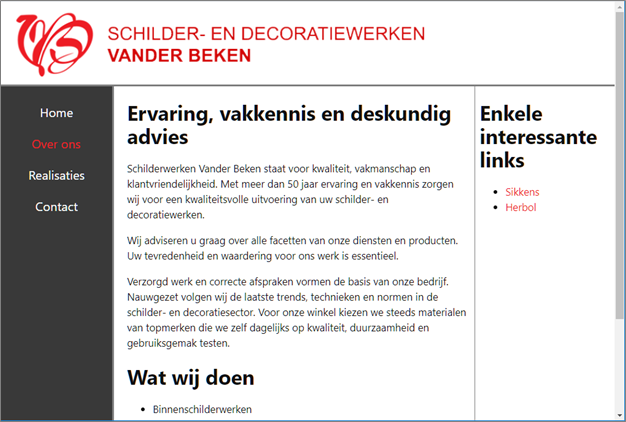 SCHILDER- EN DECORATIEWERKEN
VANDER BEKEN
Home
Over ons
Realisaties
Contact
Ervaring, vakkennis en deskundig
advies
Schilderwerken Vander Beken staat voor kwaliteit, vakmanschap en
klantvriendelijkheid. Met meer dan 50 jaar ervaring en vakkennis zorgen
wij voor een kwaliteitsvolle uitvoering van uw schilder- en
decoratiewerken.
Wij adviseren u graag over alle facetten van onze diensten en producten.
Uw tevredenheid en waardering voor ons werk is essentieel.
Verzorgd werk en correcte afspraken vormen de basis van onze bedrijf.
Nauwgezet volgen wij de laatste trends, technieken en normen in de
schilder- en decoratiesector. Voor onze winkel kiezen we steeds materialen
van topmerken die we zelf dagelijks op kwaliteit, duurzaamheid en
gebruiksgemak testen.
Wat wij doen
Binnenschilderwerken
Enkele
interessante
links
Sikkens
Herbol